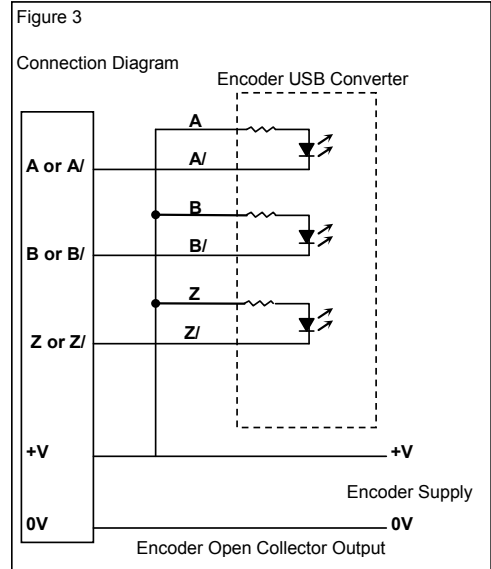 Figure 3
Connection Diagram
Encoder USB Converter
A
A or A/
A/
B
B or B/
B/
Z
Z or Z/
Z/
+V
+V
Encoder Supply
0V
0V
Encoder Open Collector Output